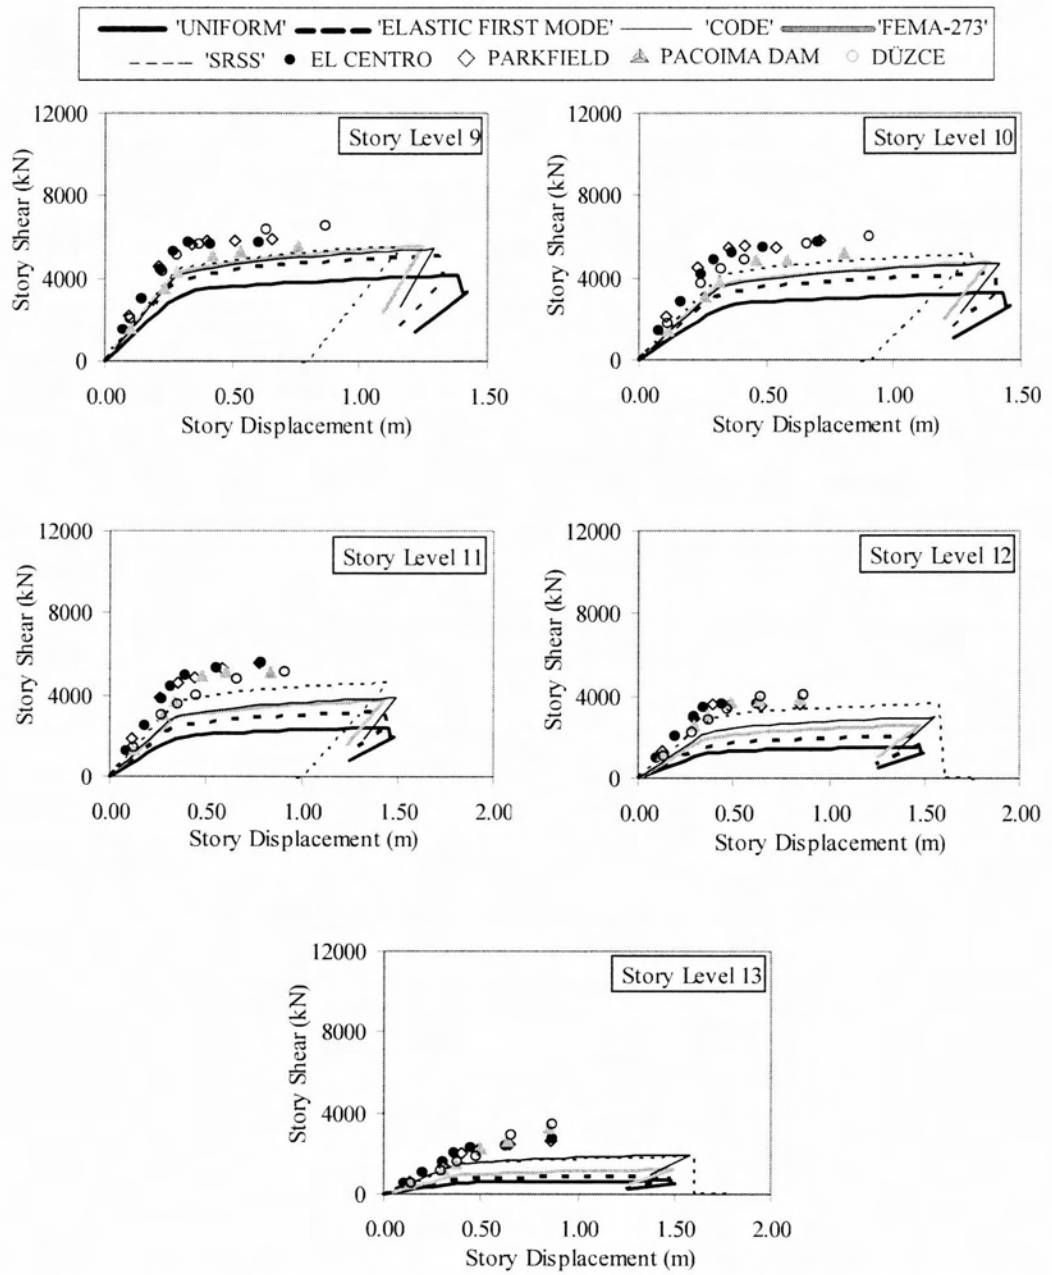 'UNIFORM' 'ELASTIC FIRST MODE' 'CODE' 'FEMA-273'
'SRSS' EL CENTRO PARKFIELD PACOIMA DAM DÜZCE
Story Level 9
Story Shear (kN)
12000
8000
4000
0
0.00 0.50 1.00 1.50
Story Displacement (m)
Story Level 10
Story Shear (kN)
12000
8000
4000
0
0.00 0.50 1.00 1.50
Story Displacement (m)
Story Level 11
Story Shear (kN)
12000
8000
4000
0
0.00 0.50 1.00 1.50 2.00
Story Displacement (m)
Story Level 12
Story Shear (kN)
12000
8000
4000
0
0.00 0.50 1.00 1.50 2.00
Story Displacement (m)
Story Level 13
Story Shear (kN)
12000
8000
4000
0
0.00 0.50 1.00 1.50 2.00
Story Displacement (m)